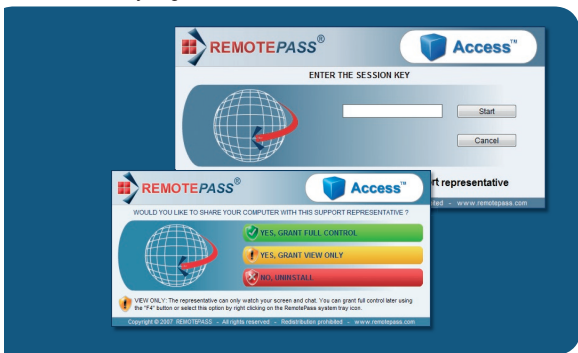 REMOTEPASS®
Access™
ENTER THE SESSION KEY
Start
Cancel
rt representative
ited - www.remotepass.com
REMOTEPASS®
Access™
WOULD YOU LIKE TO SHARE YOUR COMPUTER WITH THIS SUPPORT REPRESENTATIVE ?
YES, GRANT FULL CONTROL
YES, GRANT VIEW ONLY
NO, UNINSTALL
VIEW ONLY: The representative can only watch your screen and chat. You can grant full control later using
the "F4" button or select this option by right clicking on the RemotePass system tray icon.
Copyright © 2007 REMOTEPASS - All rights reserved - Redistribution prohibited - www.remotepass.com